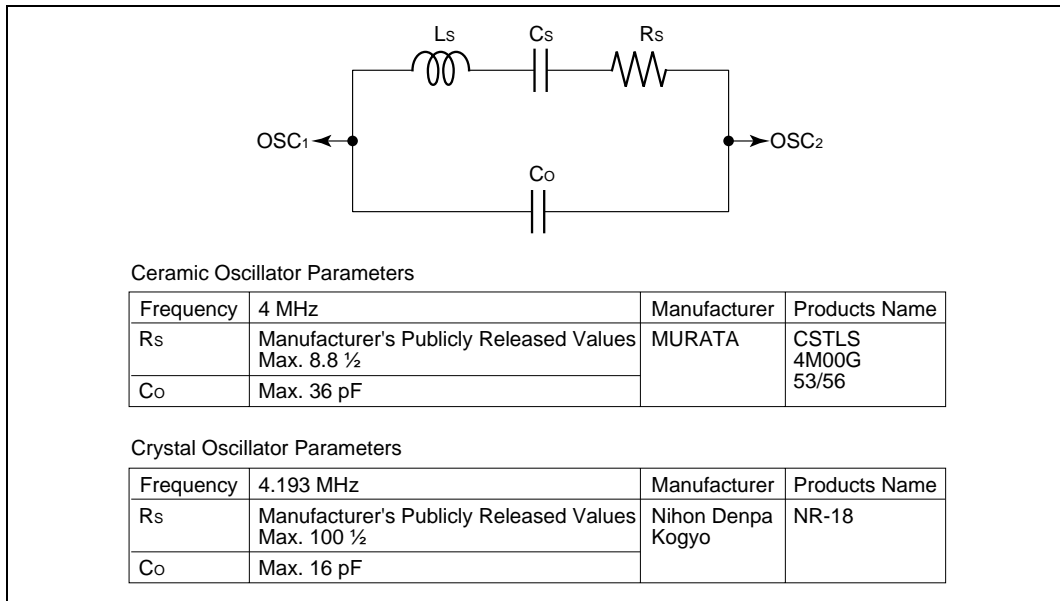 LS CS RS
OSC1 OSC2
CO
Ceramic Oscillator Parameters
Frequency 4 MHz Manufacturer Products Name
RS Manufacturer's Publicly Released Values MURATA CSTLS
Max. 8.8 ½ 4M00G
53/56
CO Max. 36 pF
Crystal Oscillator Parameters
Frequency 4.193 MHz Manufacturer Products Name
RS Manufacturer's Publicly Released Values Nihon Denpa NR-18
Max. 100 ½ Kogyo
CO Max. 16 pF